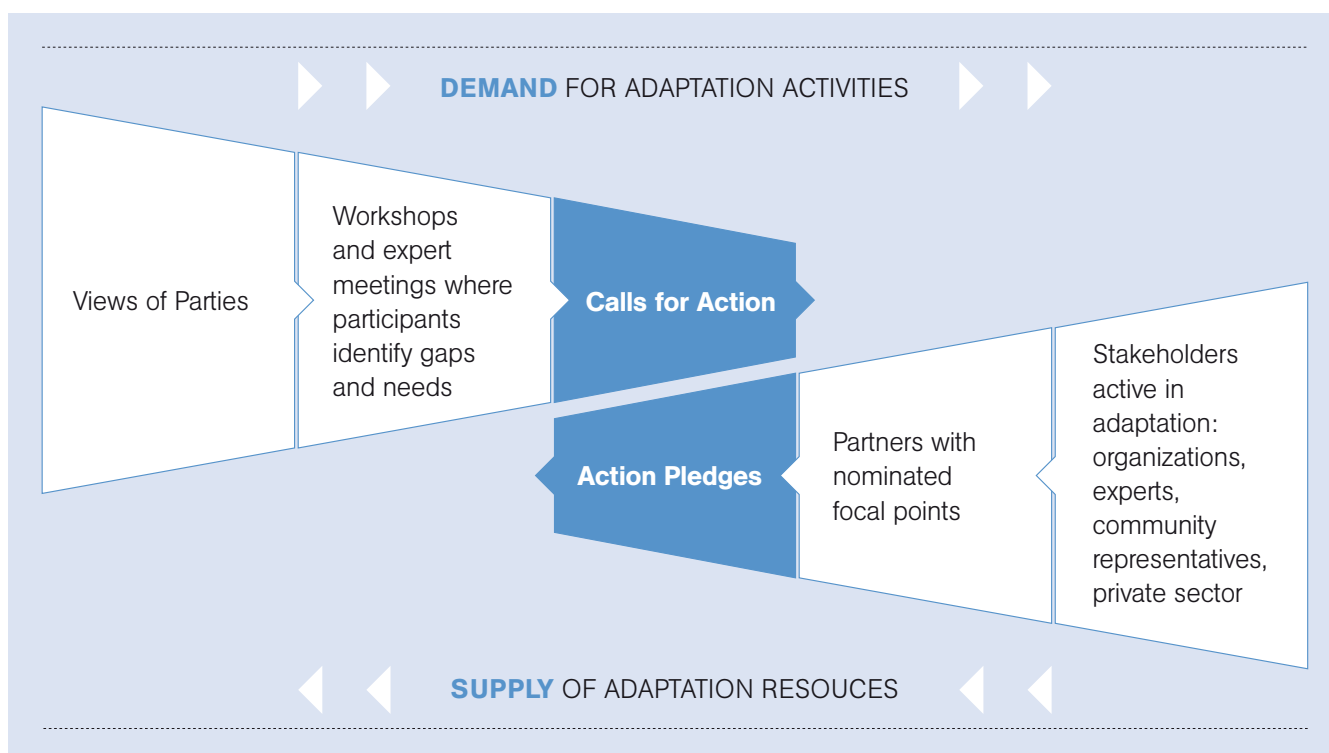 DEMAND FOR ADAPTATION ACTIVITIES
Views of Parties
Workshops
and expert
meetings where
participants
identify gaps
and needs
Calls for Action
Action Pledges
Partners with
nominated
focal points
Stakeholders
active in
adaptation:
organizations,
experts,
community
representatives,
private sector
SUPPLY OF ADAPTATION RESOUCES